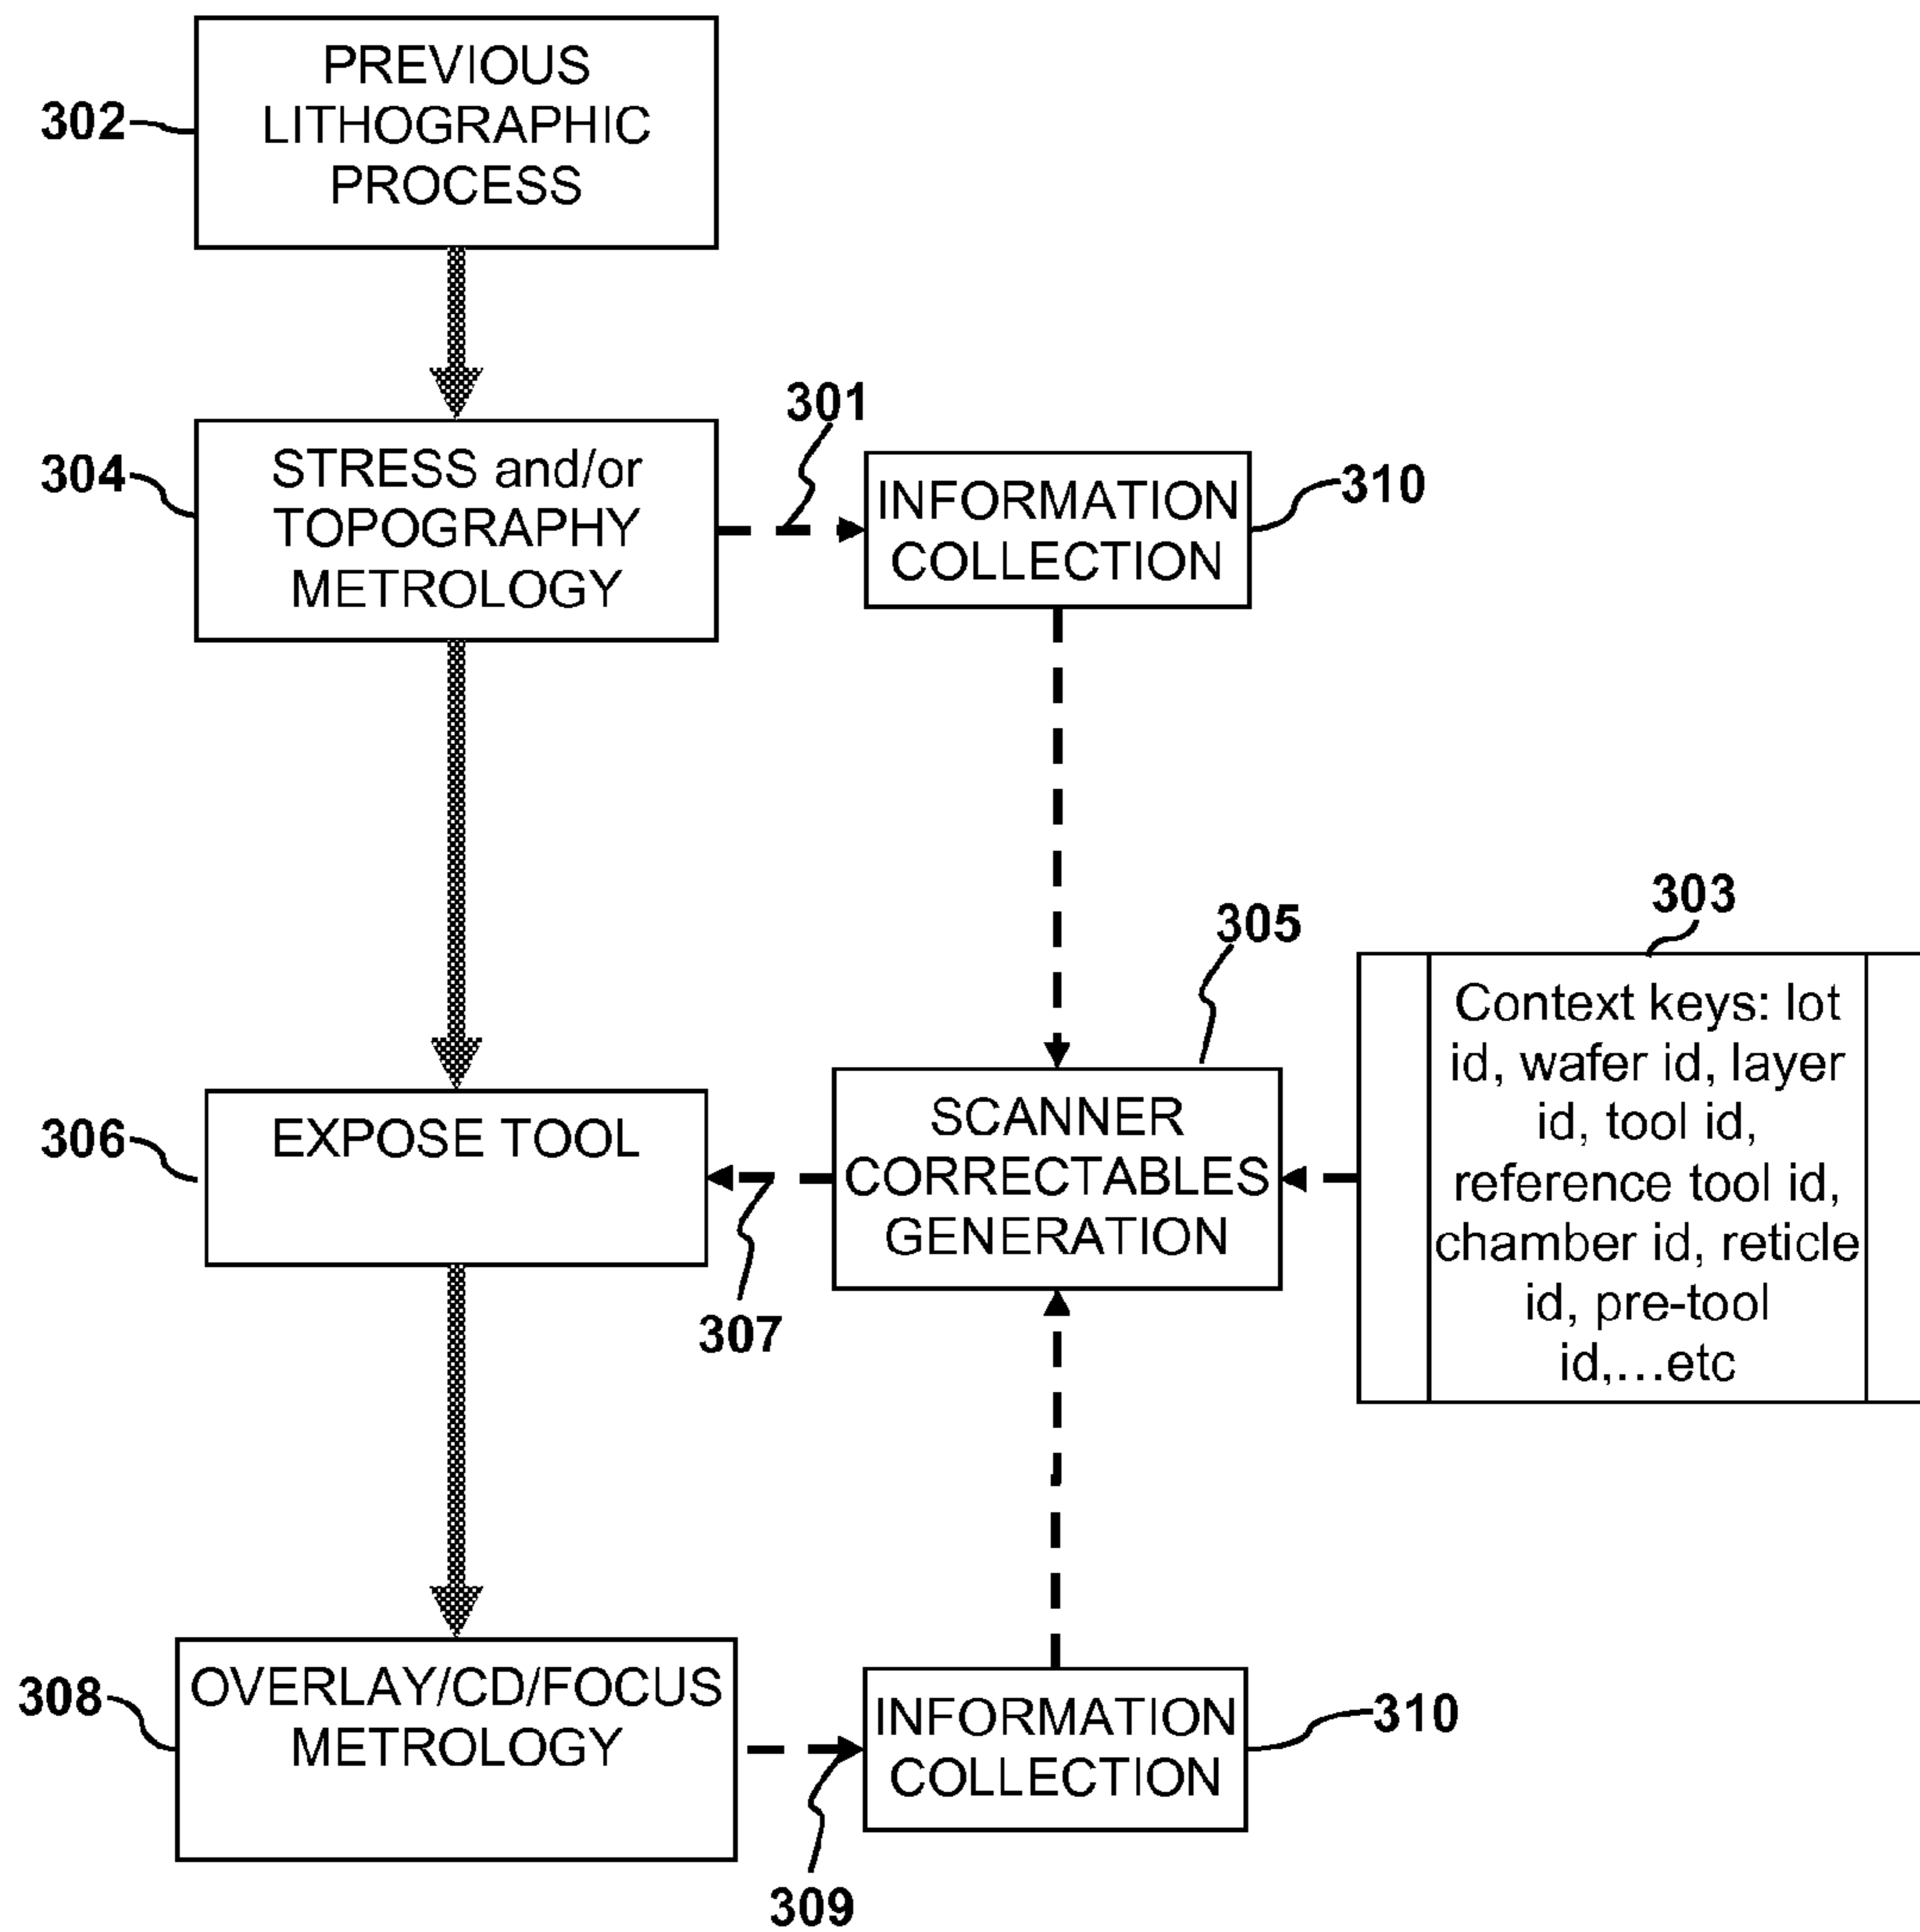 PREVIOUS
LITHOGRAPHIC
PROCESS
302
301
304
STRESS and/or
TOPOGRAPHY
METROLOGY
INFORMATION
COLLECTION
310
303
305
Context keys: lot
id, wafer id, layer
id, tool id,
reference tool id,
chamber id, reticle
id, pre-tool
id,...etc
306
EXPOSE TOOL
SCANNER
CORRECTABLES
GENERATION
307
308
OVERLAY/CD/FOCUS
METROLOGY
INFORMATION
COLLECTION
310
309